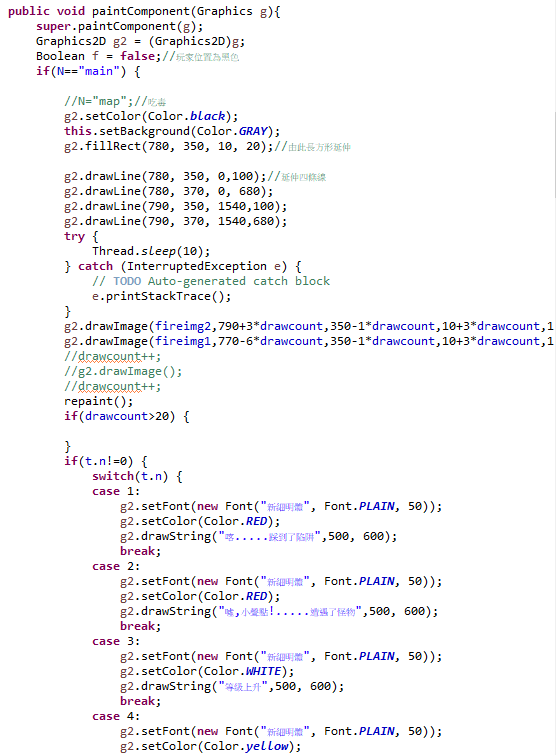 public void paintComponent(Graphics g){
super.paintComponent(g);
Graphics2D g2 = (Graphics2D)g;
Boolean f = false;//玩家位置為黑色
if(N=="main") {
//N="map";//吃毒
g2.setColor(Color.black);
this.setBackground(Color.GRAY);
g2.fillRect(780, 350, 10, 20);//由此長方形延伸
g2.drawLine(780, 350, 0,100);//延伸四條線
g2.drawLine(780, 370, 0, 680);
g2.drawLine(790, 350, 1540,100);
g2.drawLine(790, 370, 1540,680);
try {
Thread.sleep(10);
} catch (InterruptedException e) {
// TODO Auto-generated catch block
e.printStackTrace();
}
g2.drawImage(fireimg2,790+3*drawcount,350-1*drawcount,10+3*drawcount,1
g2.drawImage(fireimg1,770-6*drawcount,350-1*drawcount,10+3*drawcount,1
//drawcount++;
//g2.drawImage();
//drawcount++;
repaint();
if(drawcount>20) {
}
if(t.n!=0) {
switch(t.n) {
case 1:
g2.setFont(new Font("新細明體", Font.PLAIN, 50));
g2.setColor(Color.RED);
g2.drawString("喀.....踩到了陷阱",500, 600);
break;
case 2:
g2.setFont(new Font("新細明體", Font.PLAIN, 50));
g2.setColor(Color.RED);
g2.drawString("噓,小聲點!.....遭遇了怪物",500, 600);
break;
case 3:
g2.setFont(new Font("新細明體", Font.PLAIN, 50));
g2.setColor(Color.WHITE);
g2.drawString("等級上升",500, 600);
break;
case 4:
g2.setFont(new Font("新細明體", Font.PLAIN, 50));
g2.setColor(Color.yellow);